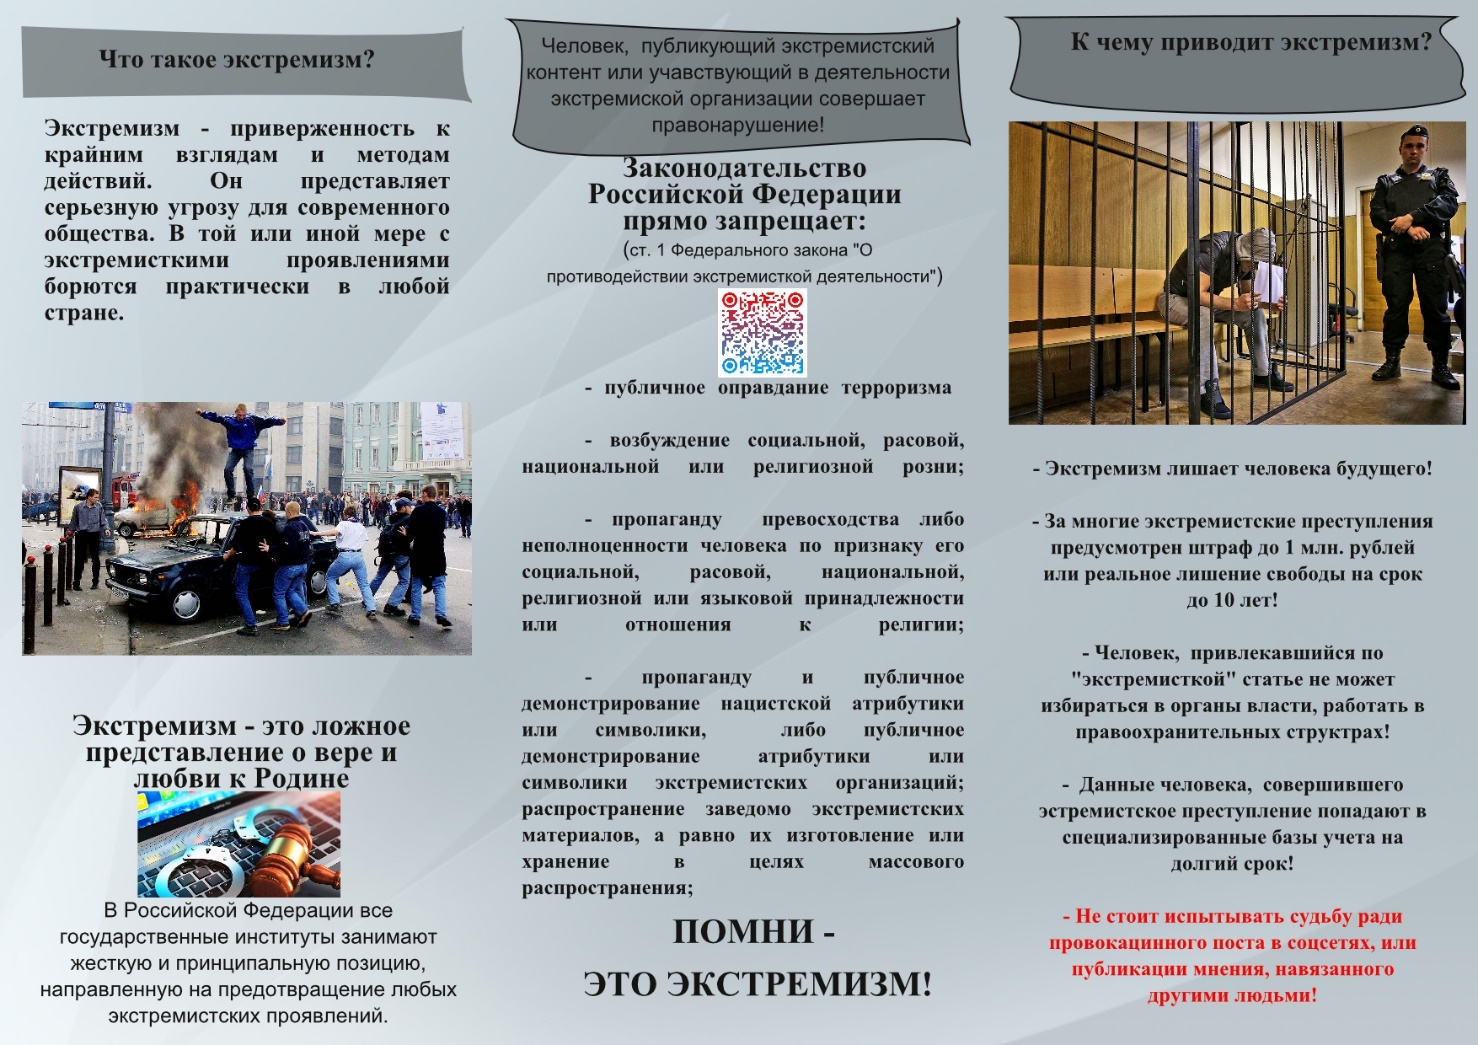 Что такое экстремизм?
Экстремизм - приверженность к
крайним взглядам и методам
действий. Он представляет
серьезную угрозу для современного
общества. В той или иной мере с
экстремисткими проявлениями
борются практически в любой
стране.
Экстремизм - это ложное
представление о вере и
любви к Родине
В Российской Федерации все
государственные институты занимают
жесткую и принципиальную позицию,
направленную на предотвращение любых
экстремистских проявлений.
Человек, публикующий экстремистский
контент или учавствующий в деятельности
экстремиской организации совершает
правонарушение!
Законодательство
Российской Федерации
прямо запрещает:
(ст. 1 Федерального закона "О
противодействии экстремисткой деятельности")
- публичное оправдание терроризма
- возбуждение социальной, расовой,
национальной или религиозной розни;
- пропаганду превосходства либо
неполноценности человека по признаку его
социальной, расовой, национальной,
религиозной или языковой принадлежности
или отношения к религии;
- пропаганду и публичное
демонстрирование нацистской атрибутики
или символики, либо публичное
демонстрирование атрибутики или
символики экстремистских организаций;
распространение заведомо экстремистских
материалов, а равно их изготовление или
хранение в целях массового
распространения;
ПОМНИ -
ЭТО ЭКСТРЕМИЗМ!
К чему приводит экстремизм?
- Экстремизм лишает человека будущего!
- За многие экстремистские преступления
предусмотрен штраф до 1 млн. рублей
или реальное лишение свободы на срок
до 10 лет!
- Человек, привлекавшийся по
"экстремисткой" статье не может
избираться в органы власти, работать в
правоохранительных структрах!
- Данные человека, совершившего
эстремистское преступление попадают в
специализированные базы учета на
долгий срок!
- Не стоит испытывать судьбу ради
провокацинного поста в соцсетях, или
публикации мнения, навязанного
другими людьми!